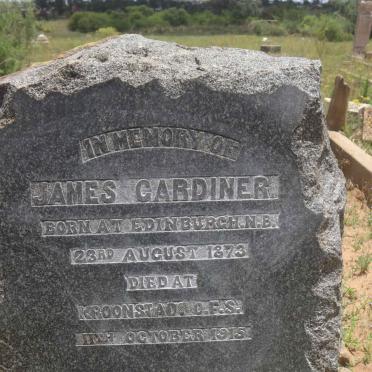 IN MEMORY OF
JAMES GARDINER
BORN AT EDINBURGH. N.B.
23RD AUGUST 1873
DIED AT
KROONSTAD. O.F.S.
11TH OCTOBER 1915